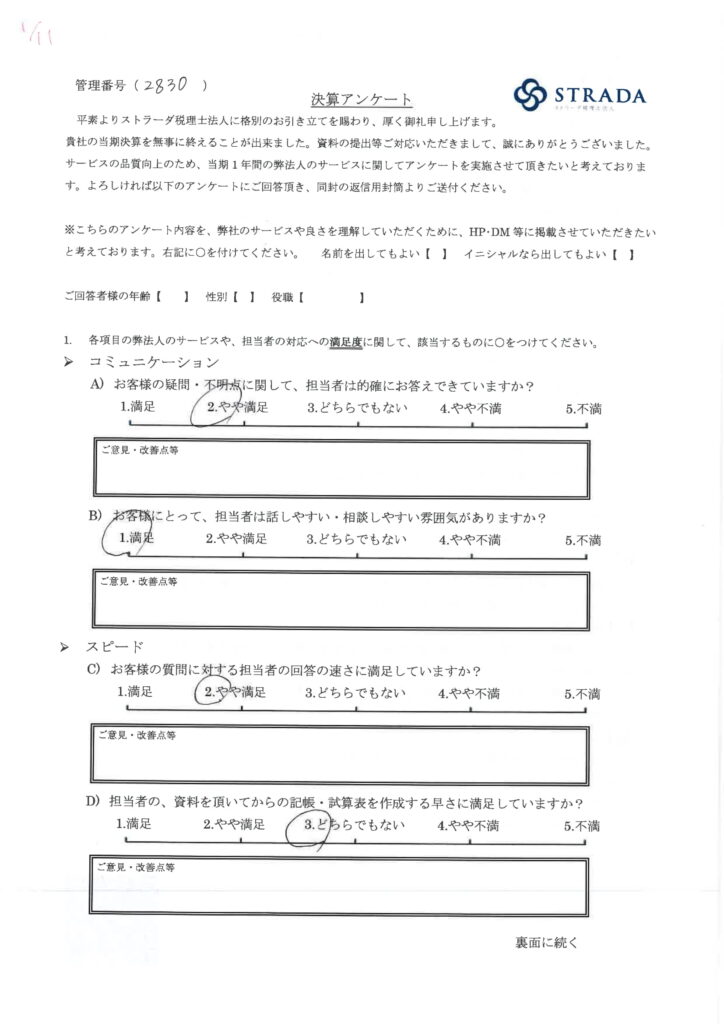 1/11
管理番号（ 2830 ）
STRADA
ストラーダ税理士法人
決算アンケート
平素よりストラーダ税理士法人に格別のお引き立てを賜わり、厚く御礼申し上げます。
貴社の当期決算を無事に終えることが出来ました。資料の提出等ご対応いただきまして、誠にありがとうございました。
サービスの品質向上のため、当期１年間の弊法人のサービスに関してアンケートを実施させて頂きたいと考えておりま
す。よろしければ以下のアンケートにご回答頂き、同封の返信用封筒よりご送付ください。
※こちらのアンケート内容を、弊社のサービスや良さを理解していただくために、HP･DM 等に掲載させていただきたい
と考えております。右記に○を付けてください。 名前を出してもよい【 】 イニシャルなら出してもよい【 】
ご回答者様の年齢【 】 性別【 】 役職【 】
1. 各項目の弊法人のサービスや、担当者の対応への満足度に関して、該当するものに○をつけてください。
➢ コミュニケーション
A) お客様の疑問・不明点に関して、担当者は的確にお答えできていますか？
1.満足 2.やや満足 3.どちらでもない 4.やや不満 5.不満
ご意見・改善点等
B) お客様にとって、担当者は話しやすい・相談しやすい雰囲気がありますか？
1.満足 2.やや満足 3.どちらでもない 4.やや不満 5.不満
ご意見・改善点等
➢ スピード
C) お客様の質問に対する担当者の回答の速さに満足していますか？
1.満足 2.やや満足 3.どちらでもない 4.やや不満 5.不満
ご意見・改善点等
D) 担当者の、資料を頂いてからの記帳・試算表を作成する早さに満足していますか？
1.満足 2.やや満足 3.どちらでもない 4.やや不満 5.不満
ご意見・改善点等
裏面に続く